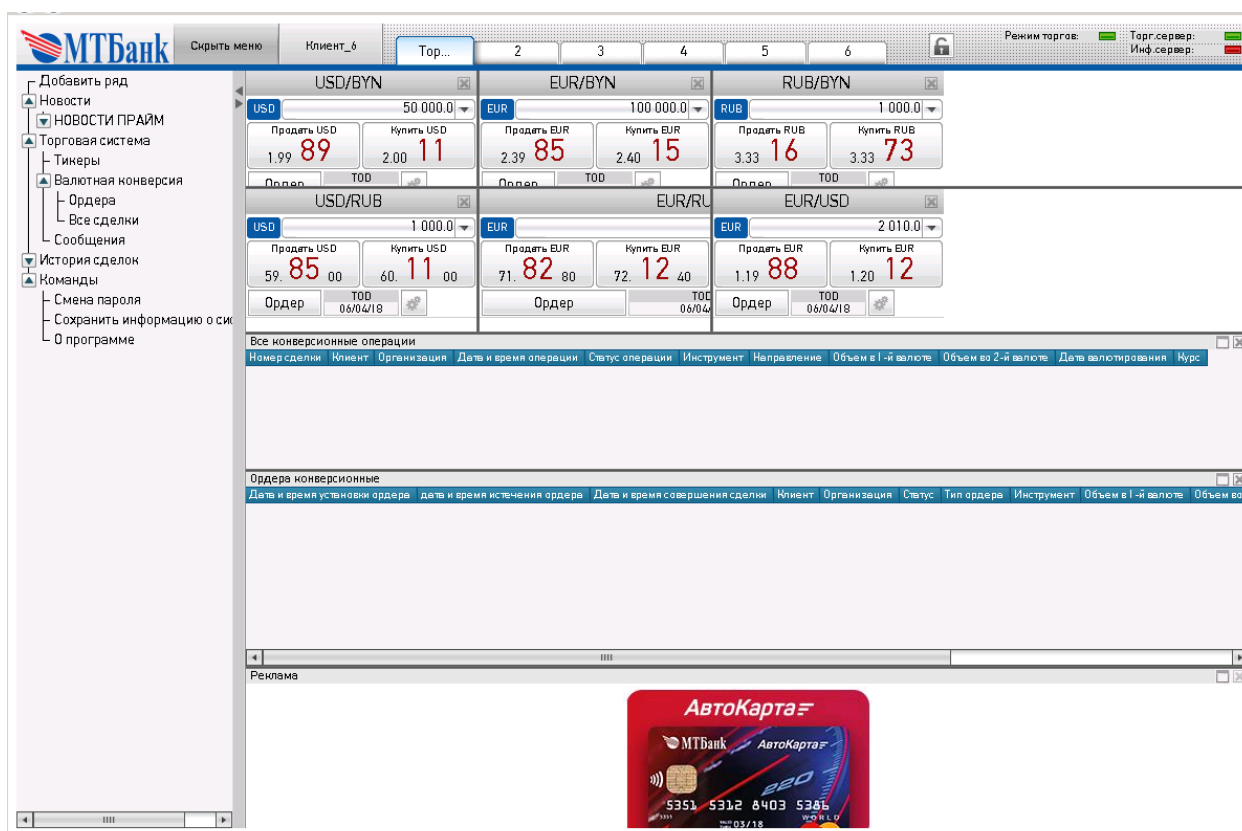 МТБанк Скрыть меню Клиент_6 Тор... 2 3 4 5 6 Режим торгов: Торг.сервер:
Инф.сервер:
Добавить ряд
Новости
НОВОСТИ ПРАЙМ
Торговая система
Тикеры
Валютная конверсия
Ордера
Все сделки
Сообщения
История сделок
Команды
Смена пароля
Сохранить информацию о сис
О программе
USD/BYN
USD 50 000.0
Продать USD Купить USD
1.99 89 2.00 11
Ордер TOD
EUR/BYN
EUR 100 000.0
Продать EUR Купить EUR
2.39 85 2.40 15
Ордер TOD
RUB/BYN
RUB 1 000.0
Продать RUB Купить RUB
3.33 16 3.33 73
Ордер TOD
USD/RUB
USD 1 000.0
Продать USD Купить USD
59. 85 00 60. 11 00
Ордер TOD
06/04/18
EUR/RU
EUR
Продать EUR Купить EUR
71. 82 80 72. 12 40
Ордер TOD
06/04/
EUR/USD
EUR 2 010.0
Продать EUR Купить EUR
1.19 88 1.20 12
Ордер TOD
06/04/18
Все конверсионные операции
Номер сделки Клиент Организация Дата и время операции Статус операции Инструмент Направление Объем в 1-й валюте Объем во 2-й валюте Дата валютирования Курс
Ордера конверсионные
Дата и время установки ордера дата и время истечения ордера Дата и время совершения сделки Клиент Организация Статус Тип ордера Инструмент Объем в 1-й валюте Объем во
Реклама
АвтоКарта
МТБанк АвтоКарта
220
5351 5312 8403 5386
03/18 WORLD